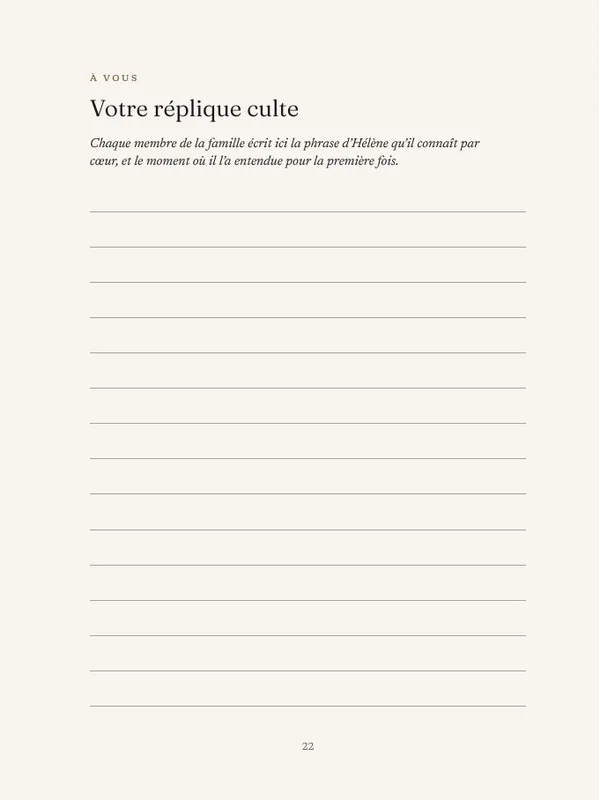 À VOUS
Votre réplique culte
Chaque membre de la famille écrit ici la phrase d’Hélène qu’il connaît par
cœur, et le moment où il l’a entendue pour la première fois.
22